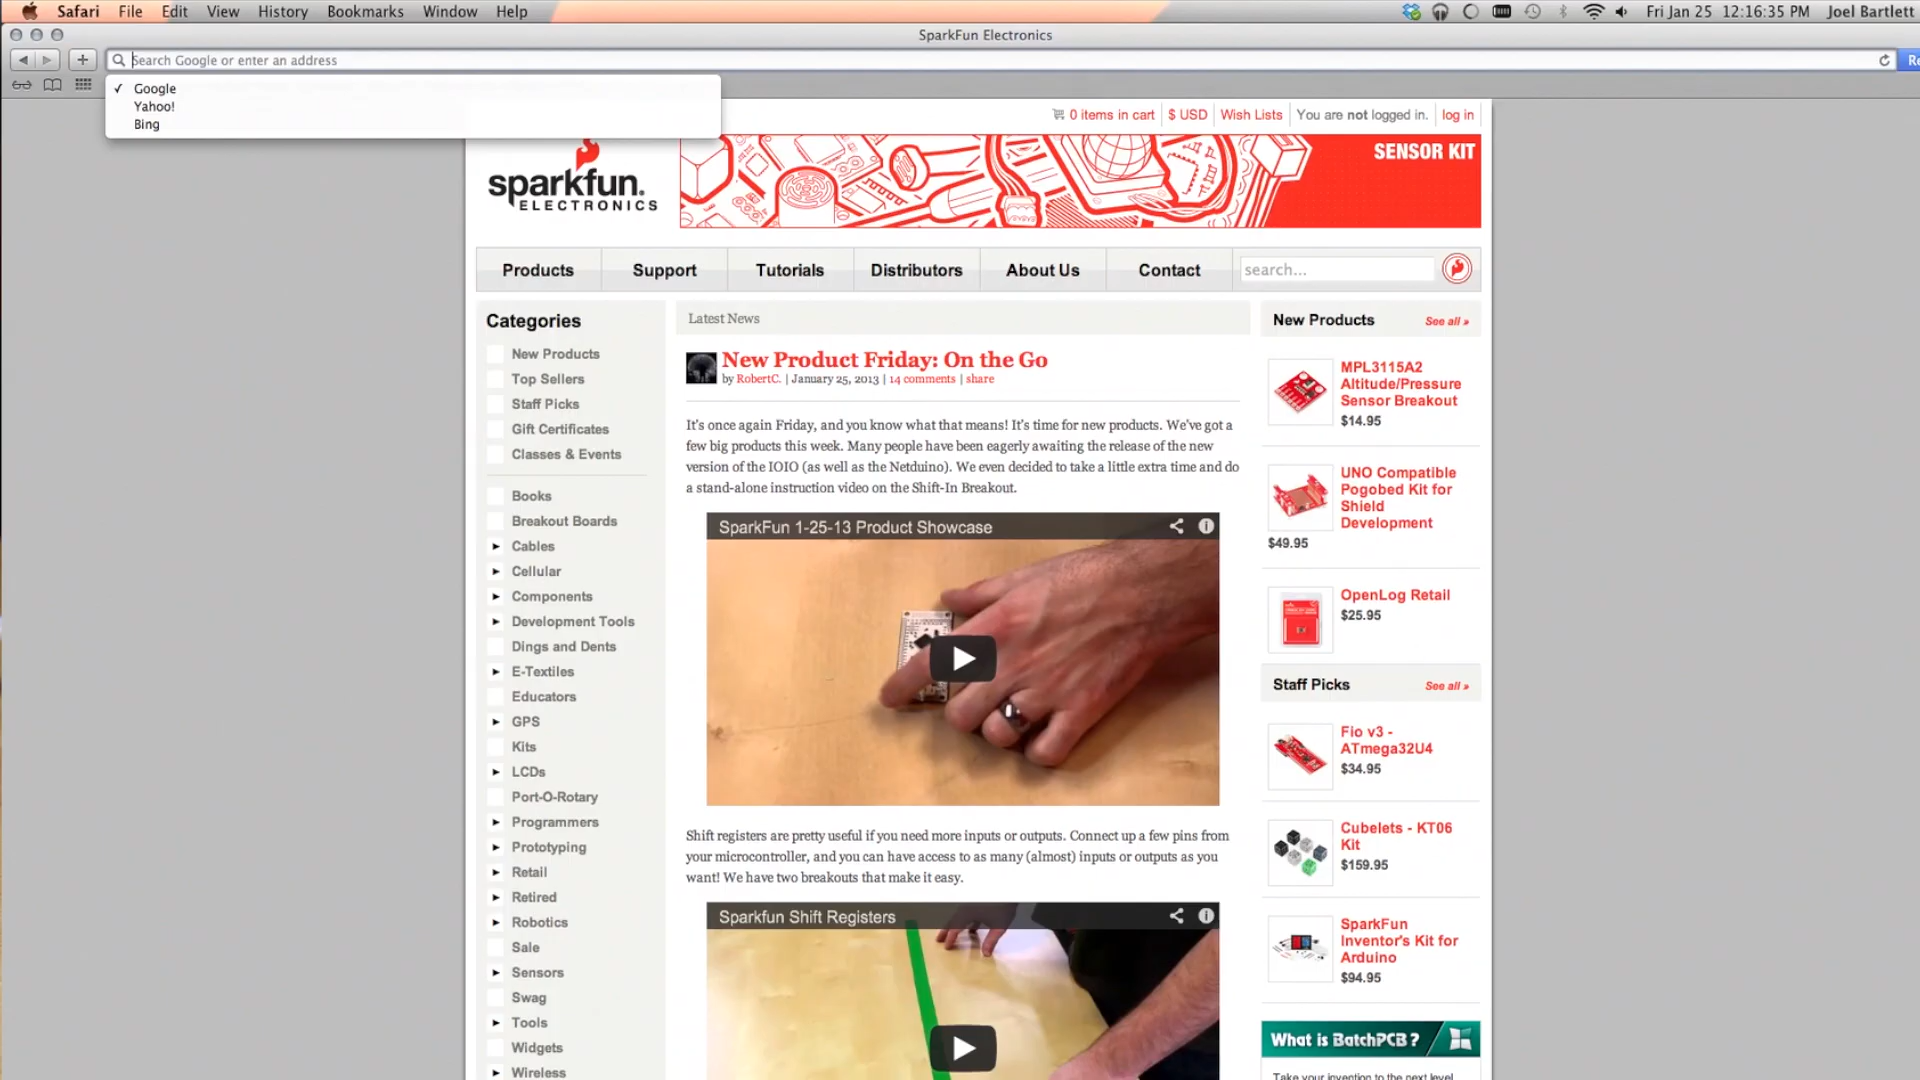 Safari File Edit View History Bookmarks Window Help
Fri Jan 25 12:16:35 PM Joel Bartlett
SparkFun Electronics
Search Google or enter an address
✓ Google
Yahoo!
Bing
0 items in cart $ USD Wish Lists You are not logged in. log in
sparkfun.
ELECTRONICS
SENSOR KIT
Products Support Tutorials Distributors About Us Contact search...
Categories
New Products
Top Sellers
Staff Picks
Gift Certificates
Classes & Events
Books
Breakout Boards
Cables
Cellular
Components
Development Tools
Dings and Dents
E-Textiles
Educators
GPS
Kits
LCDs
Port-O-Rotary
Programmers
Prototyping
Retail
Retired
Robotics
Sale
Sensors
Swag
Tools
Widgets
Wireless
Latest News
New Product Friday: On the Go
by RobertC. | January 25, 2013 | 14 comments | share
It's once again Friday, and you know what that means! It's time for new products. We've got a
few big products this week. Many people have been eagerly awaiting the release of the new
version of the IOIO (as well as the Netduino). We even decided to take a little extra time and do
a stand-alone instruction video on the Shift-In Breakout.
SparkFun 1-25-13 Product Showcase
Shift registers are pretty useful if you need more inputs or outputs. Connect up a few pins from
your microcontroller, and you can have access to as many (almost) inputs or outputs as you
want! We have two breakouts that make it easy.
Sparkfun Shift Registers
New Products See all »
MPL3115A2
Altitude/Pressure
Sensor Breakout
$14.95
UNO Compatible
Pogobed Kit for
Shield
Development
$49.95
OpenLog Retail
$25.95
Staff Picks See all »
Fio v3 -
ATmega32U4
$34.95
Cubelets - KT06
Kit
$159.95
SparkFun
Inventor's Kit for
Arduino
$94.95
What is BatchPCB?
Take your invention to the next level